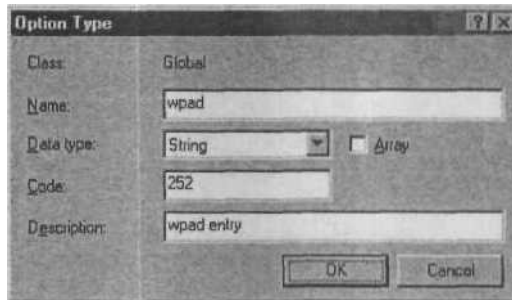 Option Type
Class: Global
Name: wpad
Data type: String Array
Code: 252
Description: wpad entry
OK Cancel